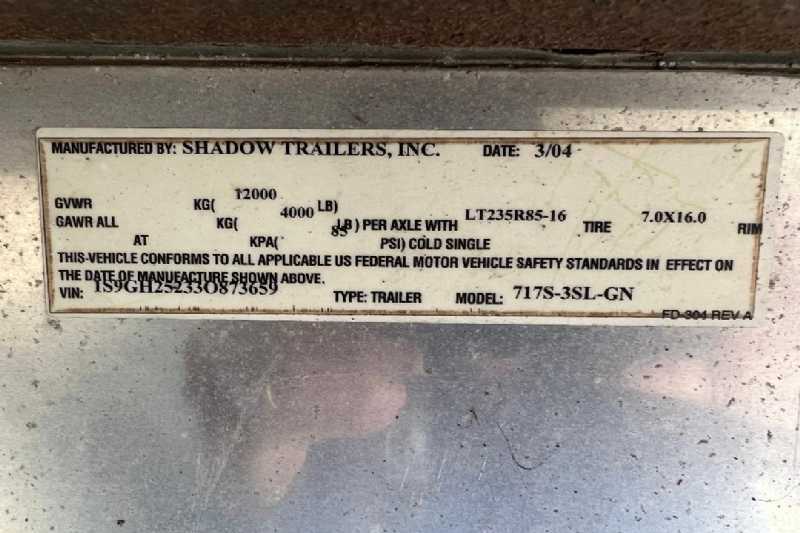 MANUFACTURED BY: SHADOW TRAILERS, INC. DATE: 3/04
GVWR KG( 12000 LB)
GAWR ALL KG( 4000 LB) PER AXLE WITH LT235R85-16 TIRE 7.0X16.0 RIM
AT KPA( 85 PSI) COLD SINGLE
THIS-VEHICLE CONFORMS TO ALL APPLICABLE US FEDERAL MOTOR VEHICLE SAFETY STANDARDS IN EFFECT ON
THE DATE OF MANUFACTURE SHOWN ABOVE.
VIN: 1S9GH25233O873659 TYPE: TRAILER MODEL: 717S-3SL-GN
FD-304 REV A